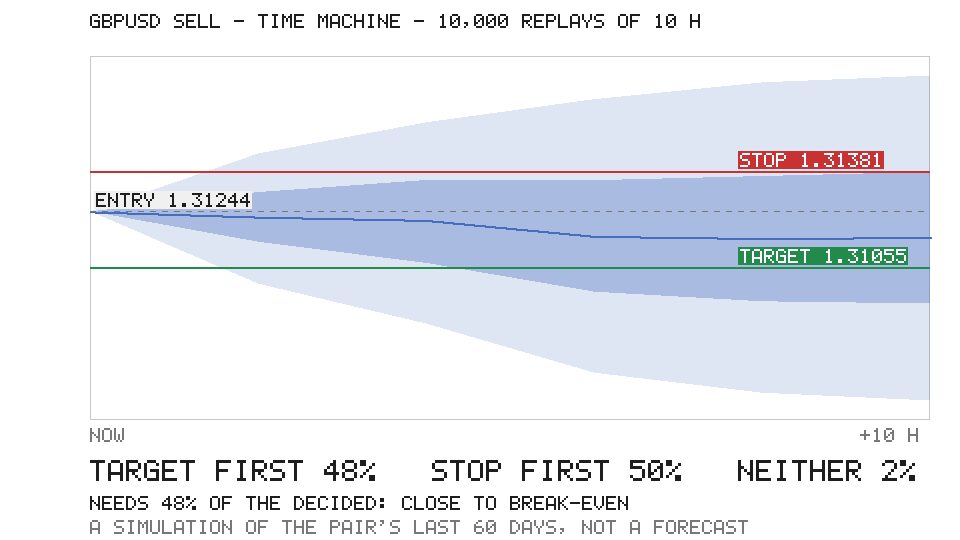 GBPUSD SELL - TIME MACHINE - 10,000 REPLAYS OF 10 H
STOP 1.31381
ENTRY 1.31244
TARGET 1.31055
NOW +10 H
TARGET FIRST 48% STOP FIRST 50% NEITHER 2%
NEEDS 48% OF THE DECIDED: CLOSE TO BREAK-EVEN
A SIMULATION OF THE PAIR'S LAST 60 DAYS, NOT A FORECAST